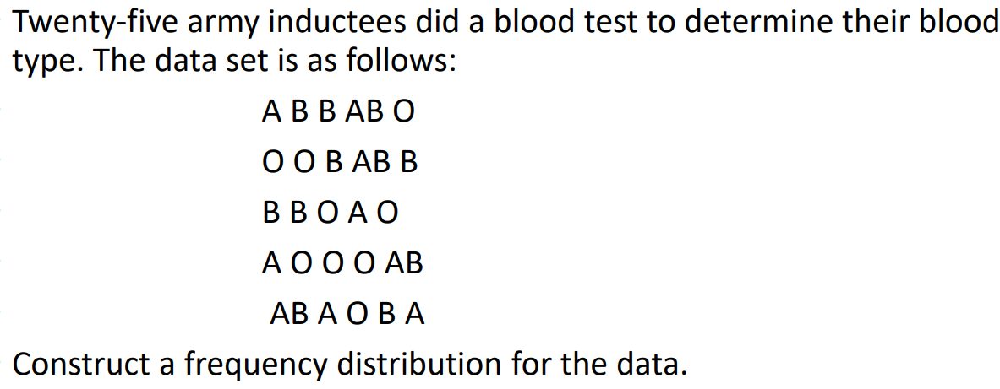 Twenty-five army inductees did a blood test to determine their blood
type. The data set is as follows:
A B B AB O
O O B AB B
B B O A O
A O O O AB
AB A O B A
Construct a frequency distribution for the data.